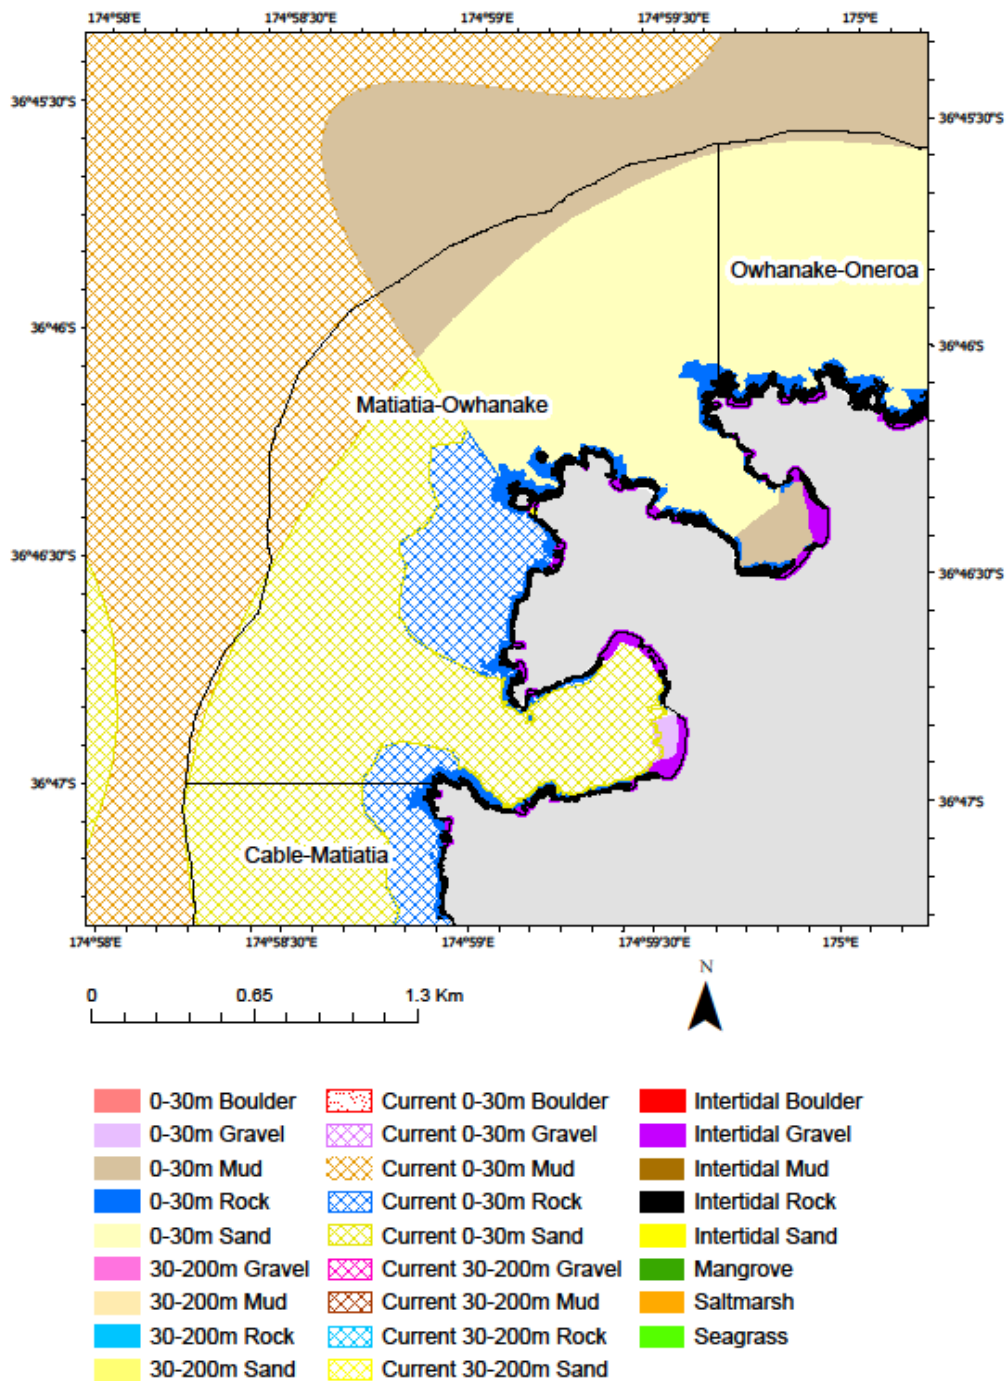 174°58'E 174°58'30"E 174°59'E 174°59'30"E 175°E
36°45'30"S 36°45'30"S
Owhanake-Oneroa
36°46'S 36°46'S
Matiatia-Owhanake
36°46'30"S 36°46'30"S
36°47'S 36°47'S
Cable-Matiatia
174°58'E 174°58'30"E 174°59'E 174°59'30"E 175°E
N
0 0.65 1.3 Km
0-30m Boulder Current 0-30m Boulder Intertidal Boulder
0-30m Gravel Current 0-30m Gravel Intertidal Gravel
0-30m Mud Current 0-30m Mud Intertidal Mud
0-30m Rock Current 0-30m Rock Intertidal Rock
0-30m Sand Current 0-30m Sand Intertidal Sand
30-200m Gravel Current 30-200m Gravel Mangrove
30-200m Mud Current 30-200m Mud Saltmarsh
30-200m Rock Current 30-200m Rock Seagrass
30-200m Sand Current 30-200m Sand